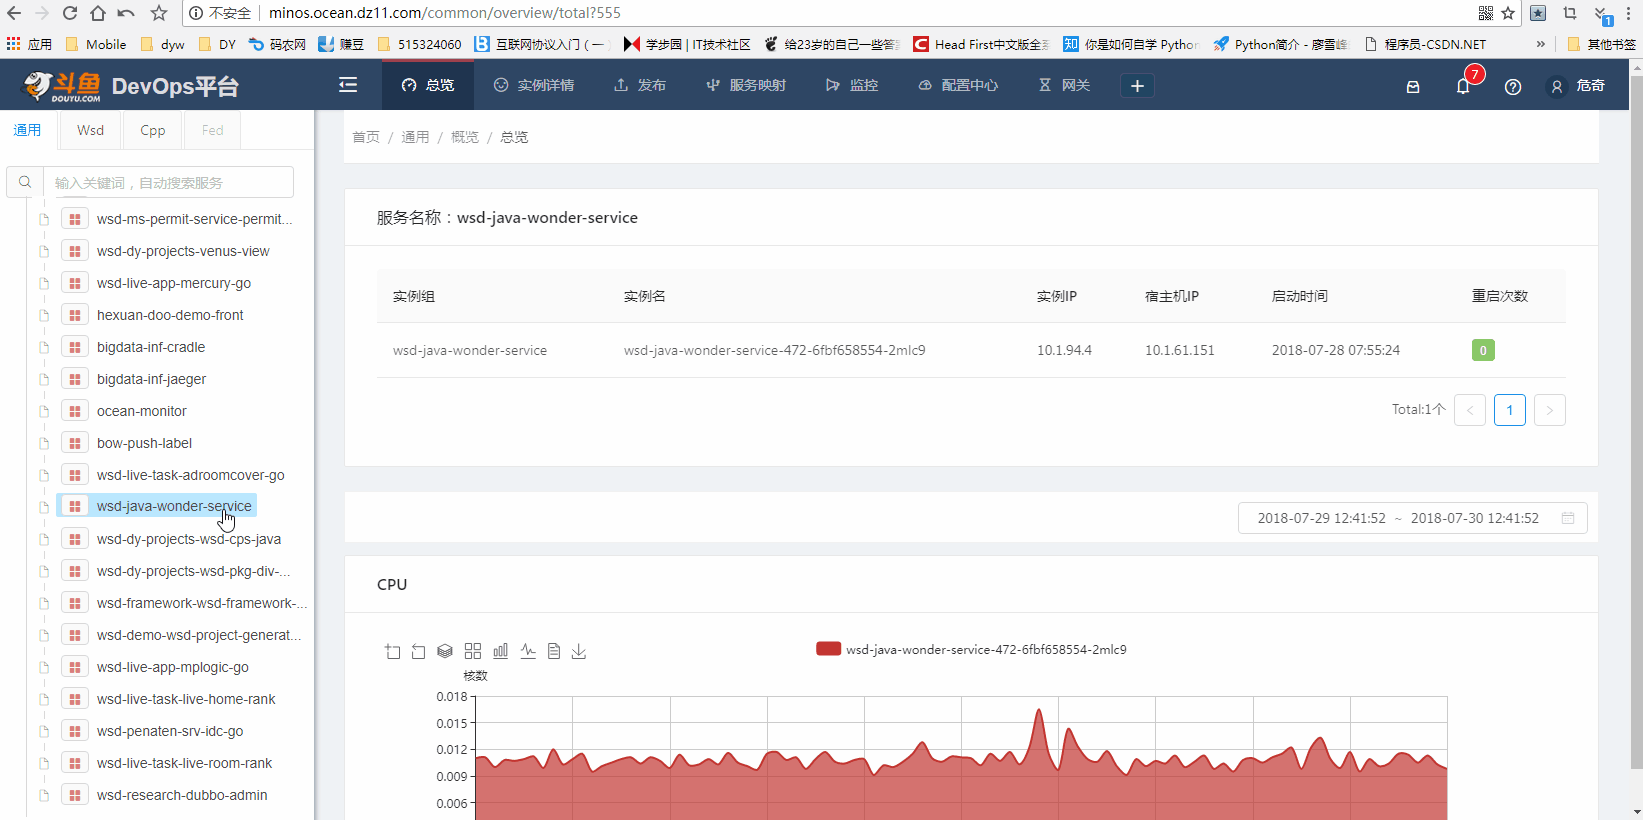 不安全 | minos.ocean.dz11.com/common/overview/total?555
应用 Mobile dyw DY 码农网 赚豆 515324060 互联网协议入门（一 学步园 | IT技术社区 给23岁的自己一些答 Head First中文版全 你是如何自学 Python Python简介 - 廖雪峰 程序员-CSDN.NET » 其他书签
斗鱼 DOUYU.COM DevOps平台 总览 实例详情 发布 服务映射 监控 配置中心 网关 7 危奇
通用 Wsd Cpp Fed
首页 / 通用 / 概览 / 总览
输入关键词，自动搜索服务
wsd-ms-permit-service-permit...
wsd-dy-projects-venus-view
wsd-live-app-mercury-go
hexuan-doo-demo-front
bigdata-inf-cradle
bigdata-inf-jaeger
ocean-monitor
bow-push-label
wsd-live-task-adroomcover-go
wsd-java-wonder-service
wsd-dy-projects-wsd-cps-java
wsd-dy-projects-wsd-pkg-div-...
wsd-framework-wsd-framework-...
wsd-demo-wsd-project-generat...
wsd-live-app-mplogic-go
wsd-live-task-live-home-rank
wsd-penaten-srv-idc-go
wsd-live-task-live-room-rank
wsd-research-dubbo-admin
服务名称：wsd-java-wonder-service
实例组 实例名 实例IP 宿主机IP 启动时间 重启次数
wsd-java-wonder-service wsd-java-wonder-service-472-6fbf658554-2mlc9 10.1.94.4 10.1.61.151 2018-07-28 07:55:24 0
Total:1个 < 1 >
2018-07-29 12:41:52 ~ 2018-07-30 12:41:52
CPU
wsd-java-wonder-service-472-6fbf658554-2mlc9
核数
0.018
0.015
0.012
0.009
0.006